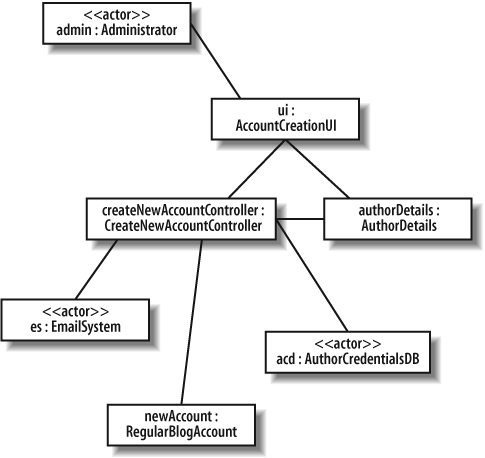 <<actor>>
admin : Administrator
ui :
AccountCreationUI
createNewAccountController :
CreateNewAccountController
authorDetails :
AuthorDetails
<<actor>>
es : EmailSystem
<<actor>>
acd : AuthorCredentialsDB
newAccount :
RegularBlogAccount